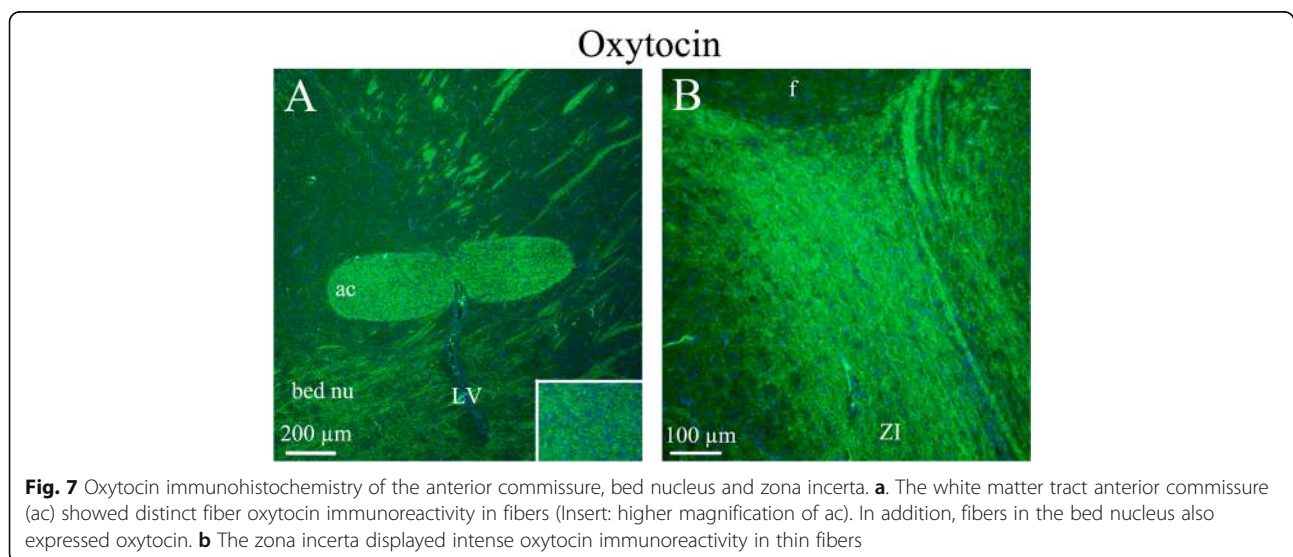 Oxytocin
A
B
f
ac
bed nu
LV
200 µm
100 µm
ZI
Fig. 7 Oxytocin immunohistochemistry of the anterior commissure, bed nucleus and zona incerta. a. The white matter tract anterior commissure
(ac) showed distinct fiber oxytocin immunoreactivity in fibers (Insert: higher magnification of ac). In addition, fibers in the bed nucleus also
expressed oxytocin. b The zona incerta displayed intense oxytocin immunoreactivity in thin fibers